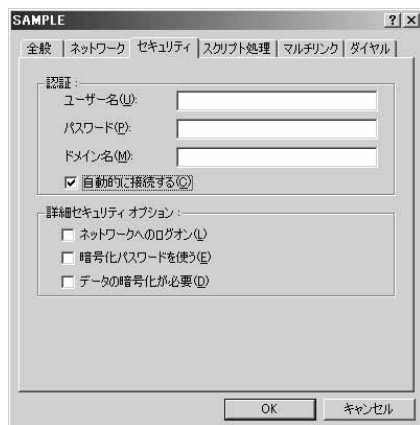 SAMPLE
全般 ネットワーク セキュリティ スクリプト処理 マルチリンク ダイヤル
認証:
ユーザー名(U):
パスワード(P):
ドメイン名(M):
自動的に接続する(C)
詳細セキュリティ オプション:
ネットワークへのログオン(L)
暗号化パスワードを使う(E)
データの暗号化が必要(D)
OK キャンセル